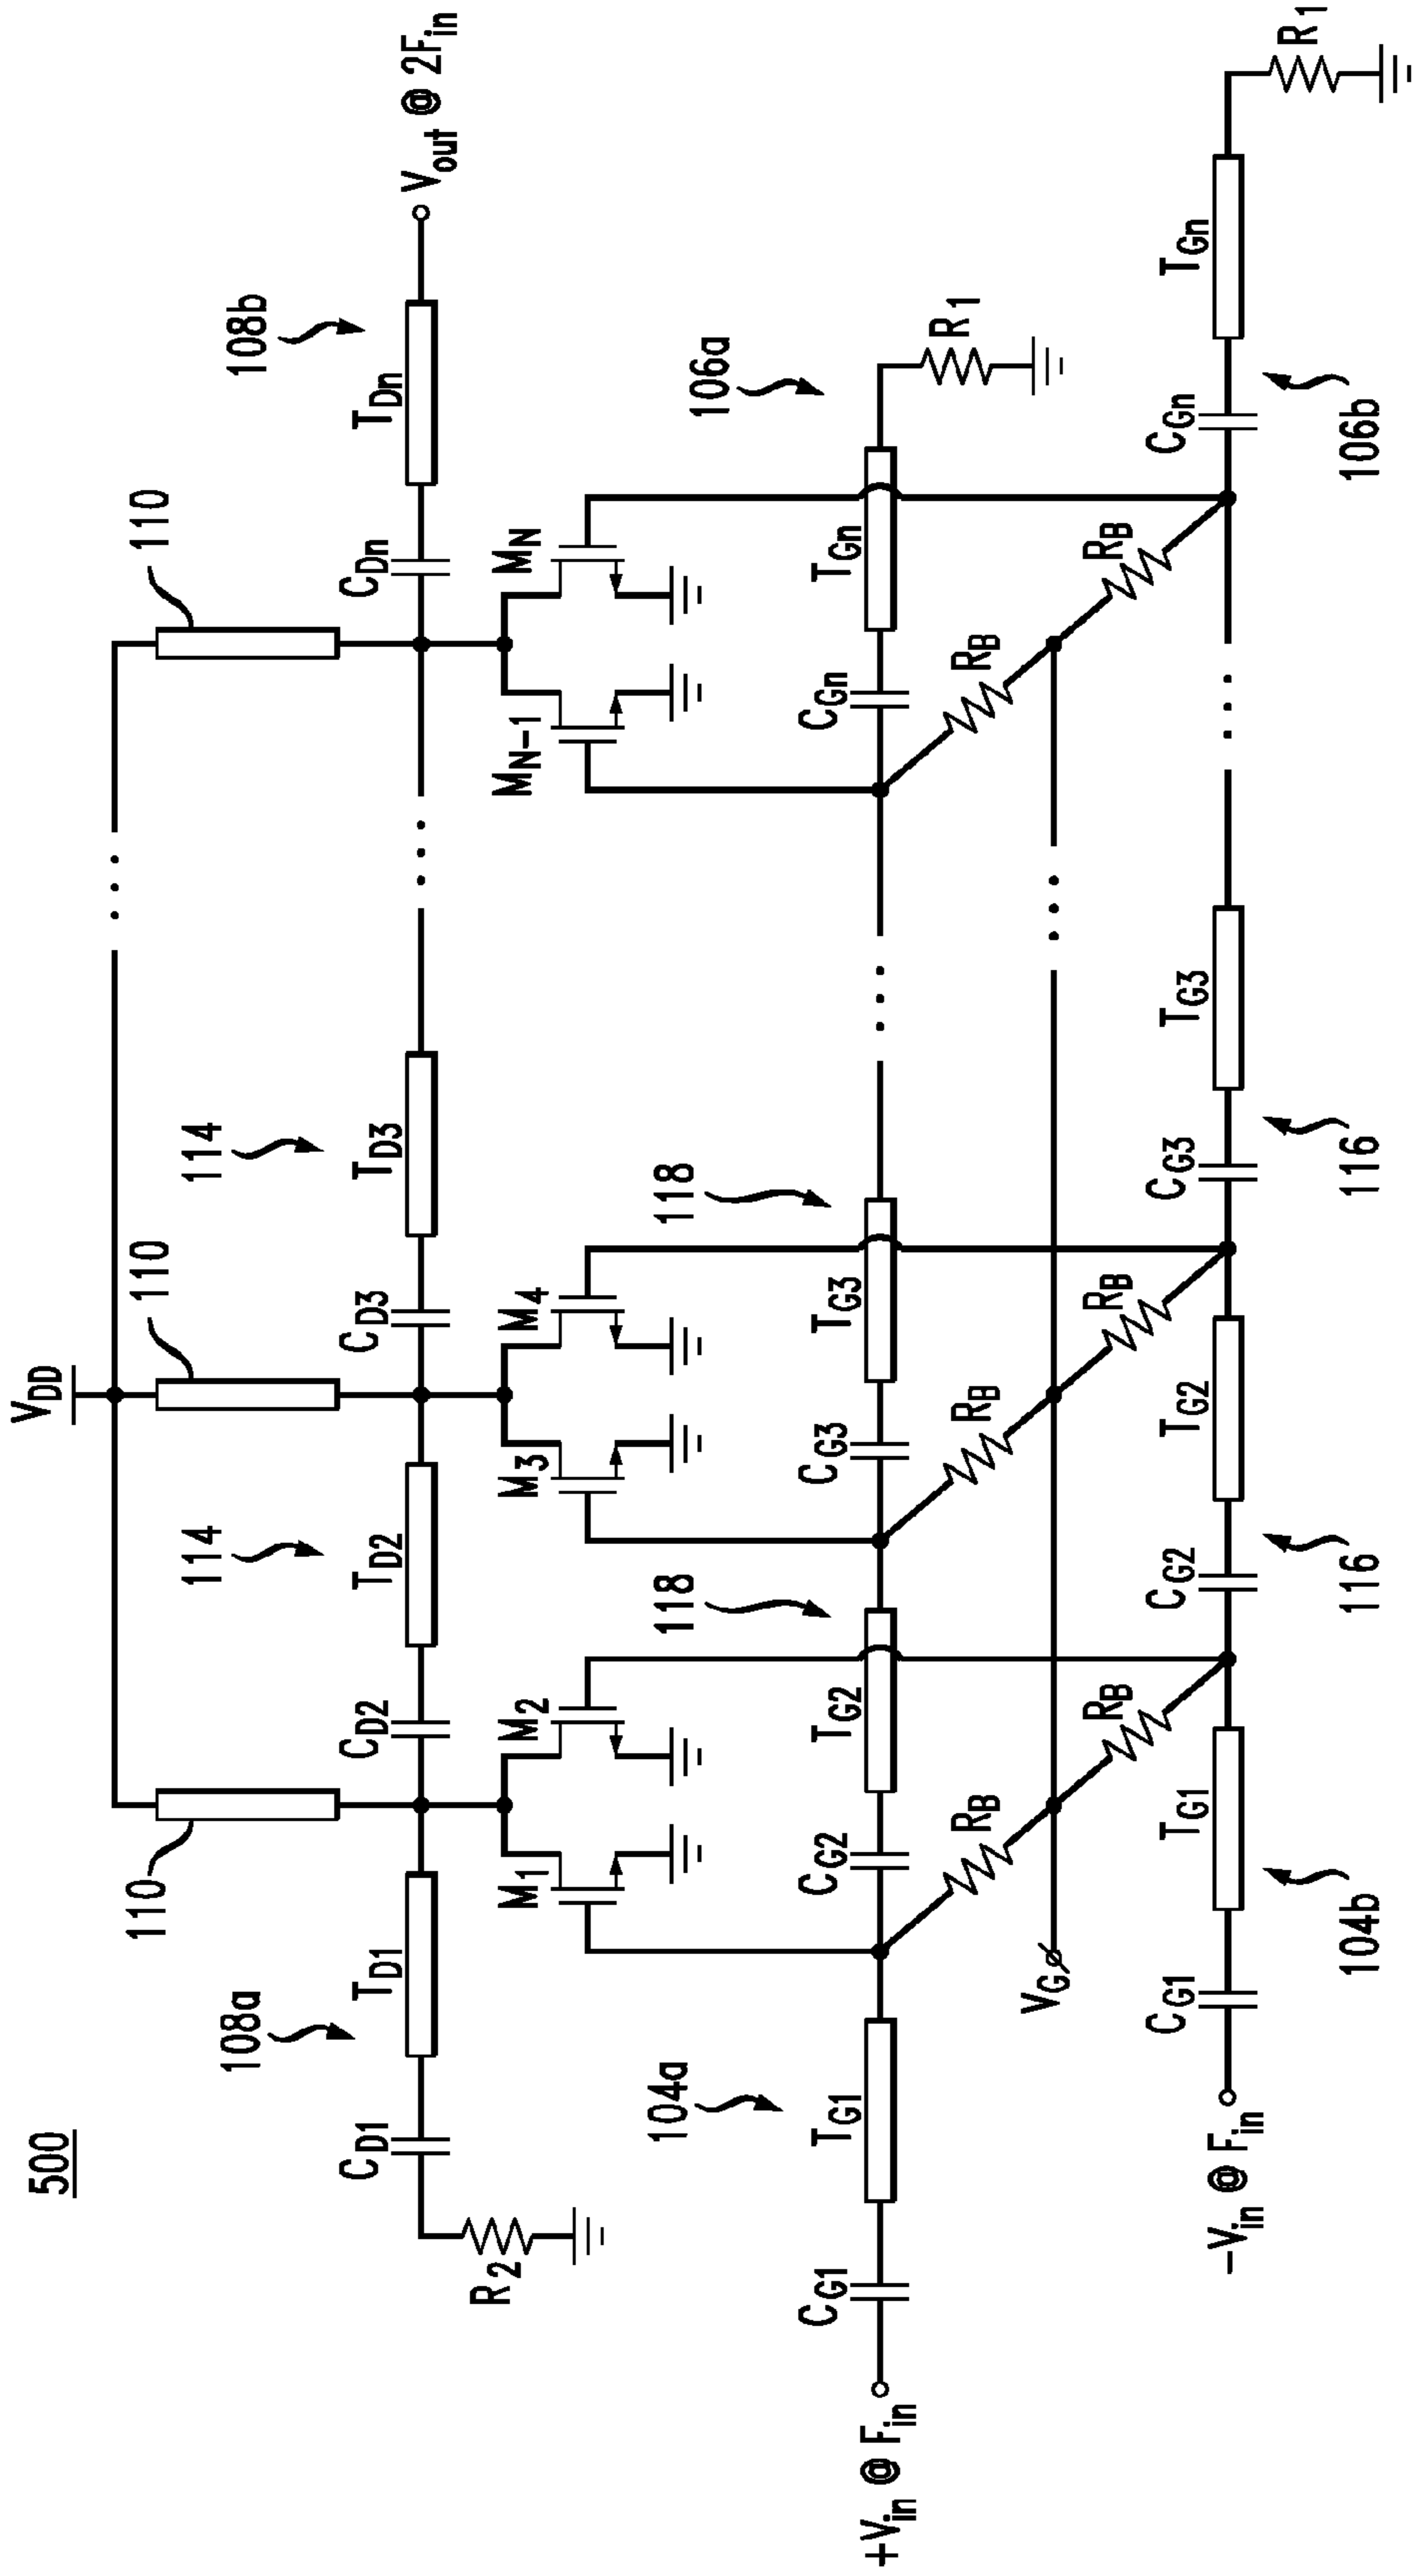 500
V_DD
110
110
110
108a
114
114
108b
C_D1
T_D1
C_D2
T_D2
C_D3
T_D3
C_Dn
T_Dn
V_out @ 2F_in
R_2
M_1
M_2
M_3
M_4
M_N-1
M_N
104a
118
118
106a
+V_in @ F_in
C_G1
T_G1
C_G2
T_G2
C_G3
T_G3
C_Gn
T_Gn
R_1
R_B
R_B
R_B
V_G
R_B
R_B
R_B
-V_in @ F_in
C_G1
T_G1
C_G2
T_G2
C_G3
T_G3
C_Gn
T_Gn
R_1
104b
116
116
106b